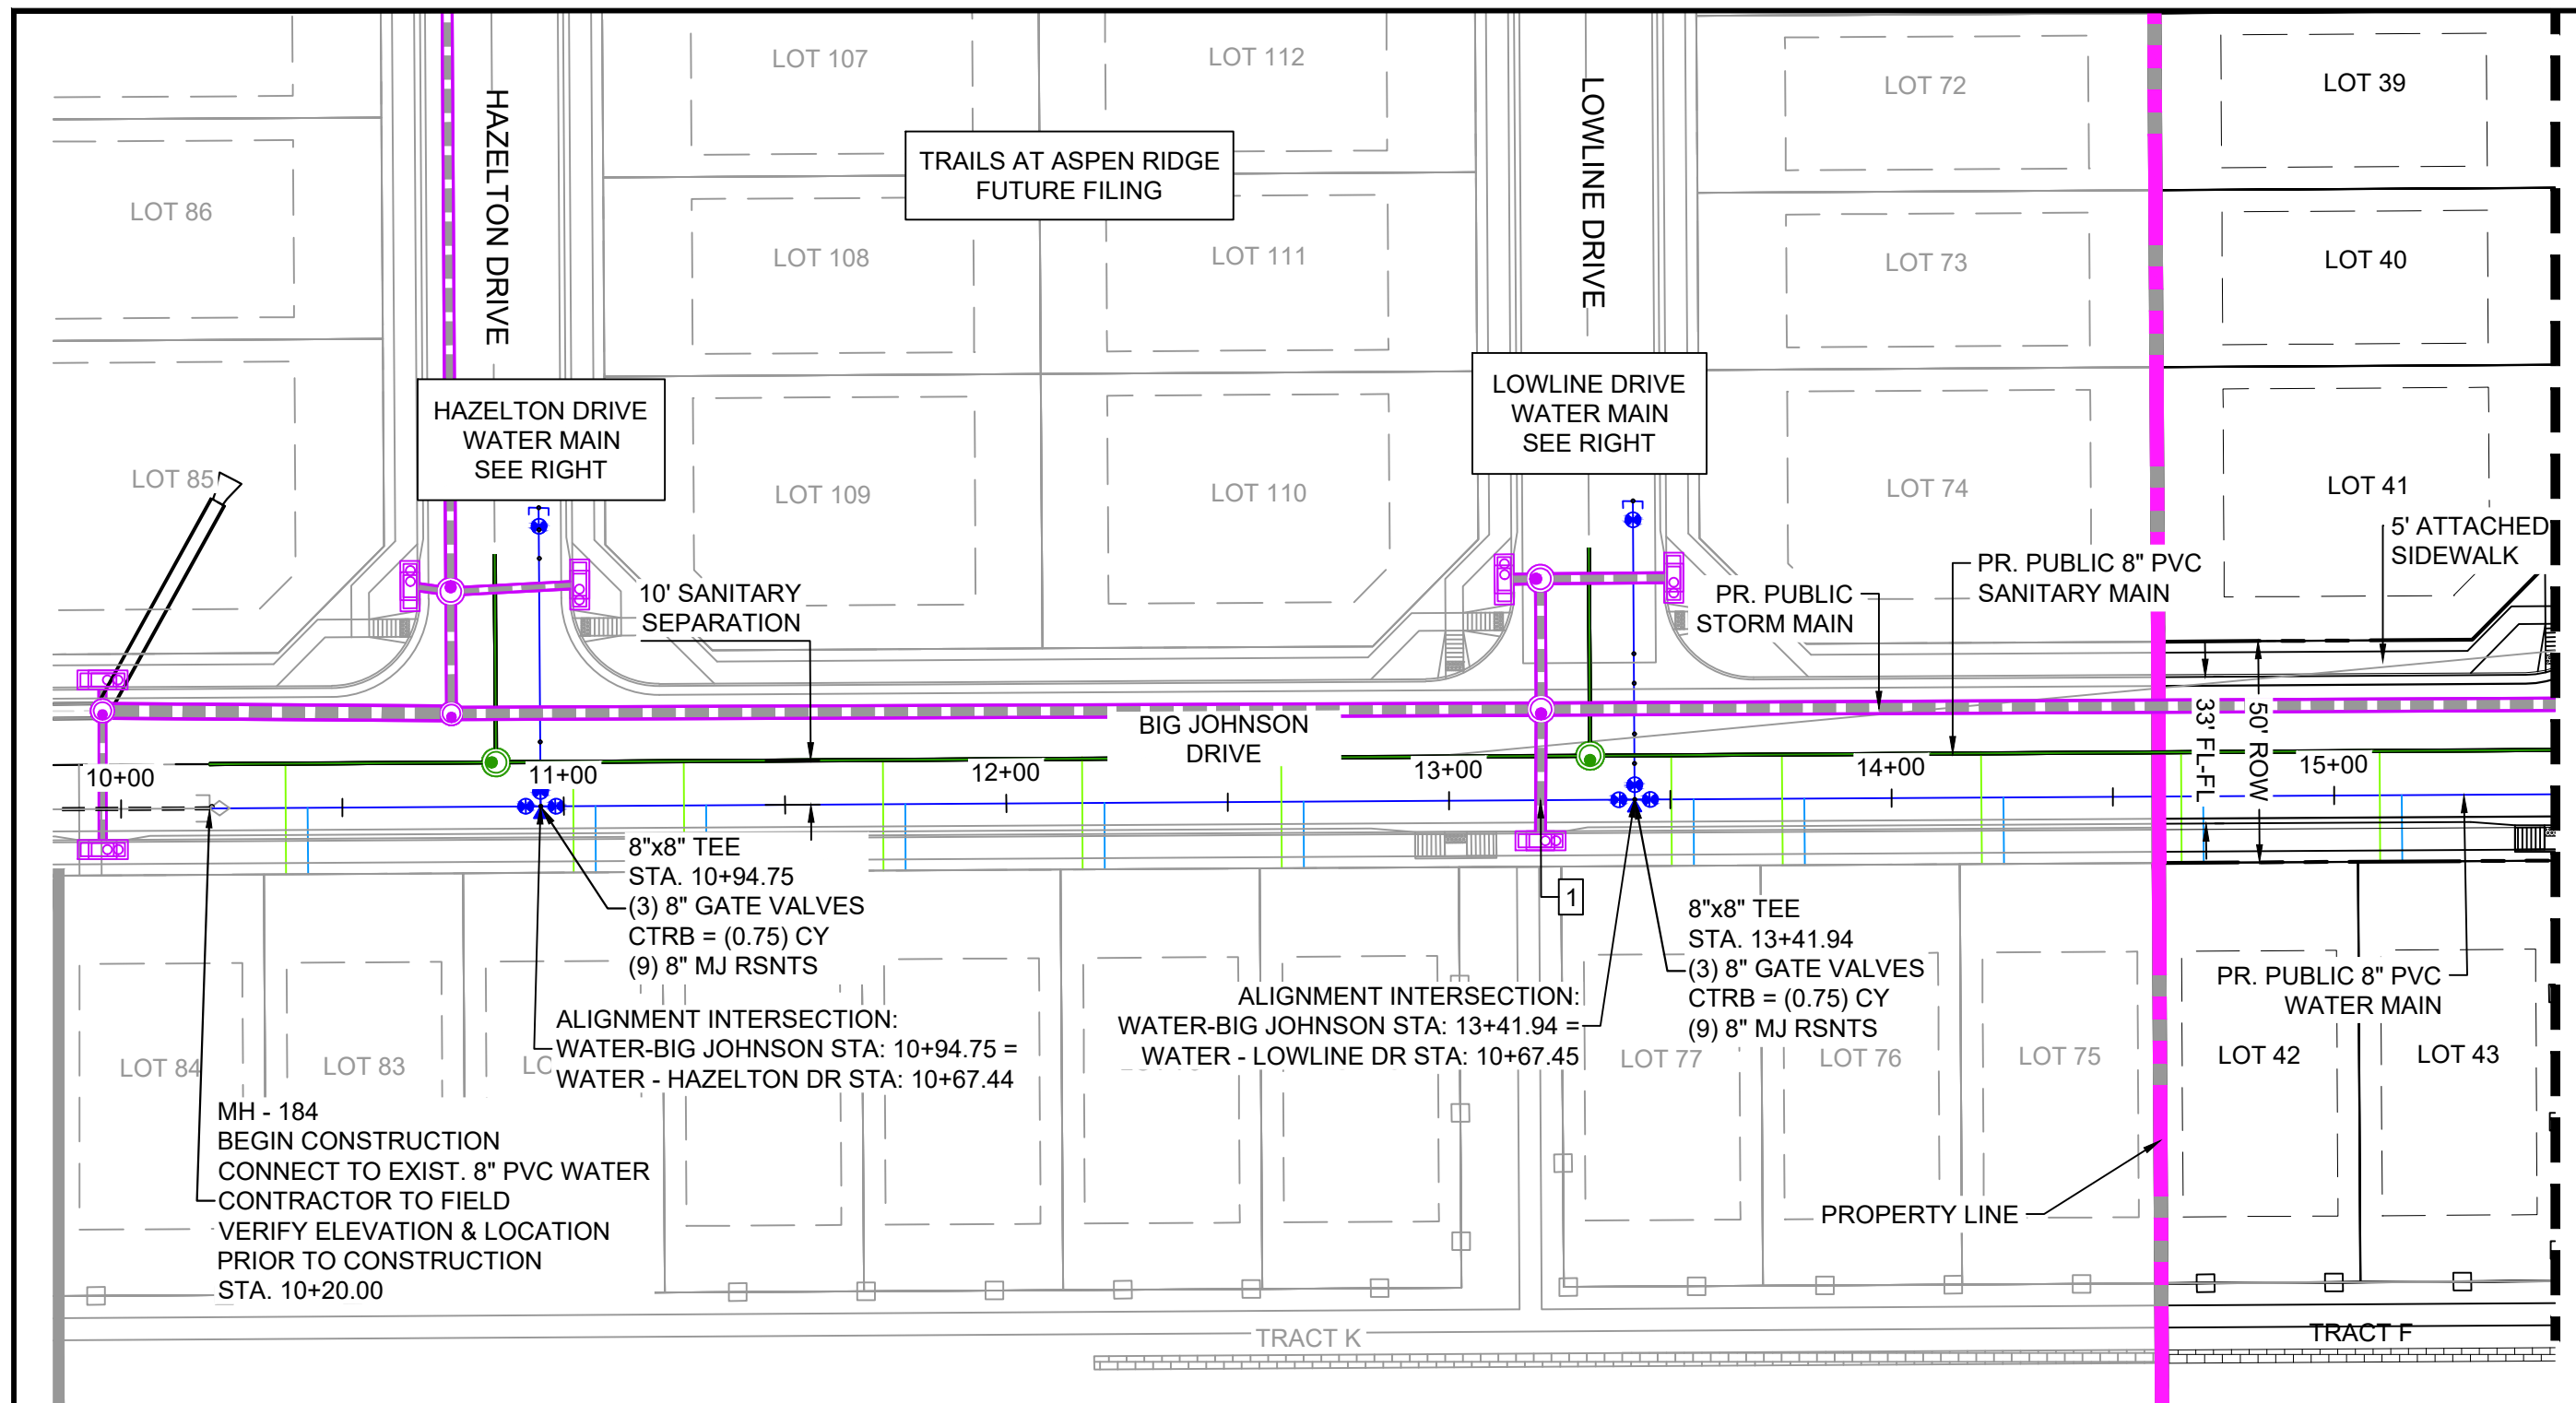 LOT 107
LOT 112
LOT 72
LOT 39
HAZELTON DRIVE
LOWLINE DRIVE
TRAILS AT ASPEN RIDGE
FUTURE FILING
LOT 86
LOT 108
LOT 111
LOT 73
LOT 40
HAZELTON DRIVE
WATER MAIN
SEE RIGHT
LOWLINE DRIVE
WATER MAIN
SEE RIGHT
LOT 85
LOT 109
LOT 110
LOT 74
LOT 41
5' ATTACHED
SIDEWALK
10' SANITARY
SEPARATION
PR. PUBLIC
STORM MAIN
PR. PUBLIC 8" PVC
SANITARY MAIN
BIG JOHNSON
DRIVE
33' FL-FL
50' ROW
10+00
11+00
12+00
13+00
14+00
15+00
8"x8" TEE
STA. 10+94.75
(3) 8" GATE VALVES
CTRB = (0.75) CY
(9) 8" MJ RSNTS
1
8"x8" TEE
STA. 13+41.94
(3) 8" GATE VALVES
CTRB = (0.75) CY
(9) 8" MJ RSNTS
ALIGNMENT INTERSECTION:
WATER-BIG JOHNSON STA: 10+94.75 =
WATER - HAZELTON DR STA: 10+67.44
ALIGNMENT INTERSECTION:
WATER-BIG JOHNSON STA: 13+41.94 =
WATER - LOWLINE DR STA: 10+67.45
PR. PUBLIC 8" PVC
WATER MAIN
LOT 84
LOT 83
LOT 77
LOT 76
LOT 75
LOT 42
LOT 43
MH - 184
BEGIN CONSTRUCTION
CONNECT TO EXIST. 8" PVC WATER
CONTRACTOR TO FIELD
VERIFY ELEVATION & LOCATION
PRIOR TO CONSTRUCTION
STA. 10+20.00
PROPERTY LINE
TRACT K
TRACT F